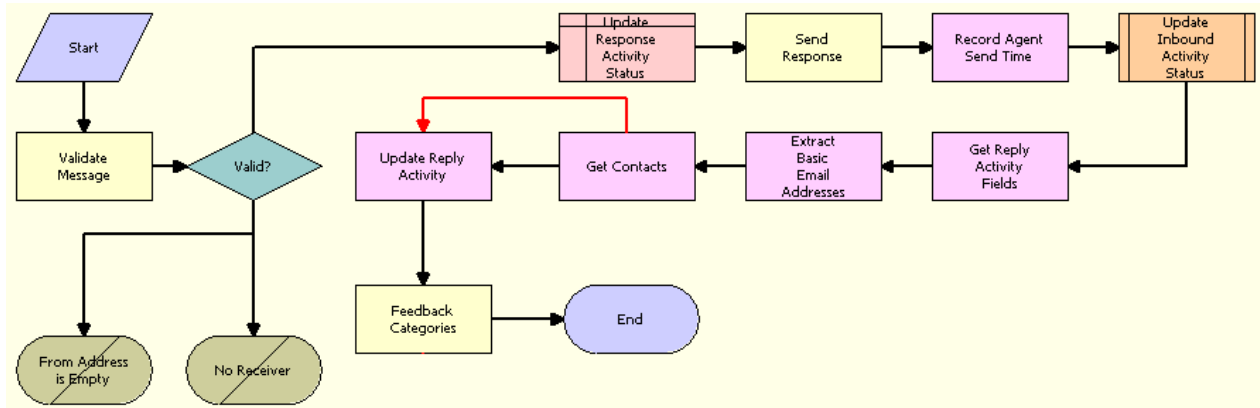 Start
Update
Response
Activity
Status
Send
Response
Record Agent
Send Time
Update
Inbound
Activity
Status
Validate
Message
Valid?
Update Reply
Activity
Get Contacts
Extract
Basic
Email
Addresses
Get Reply
Activity
Fields
Feedback
Categories
End
From Address
is Empty
No Receiver